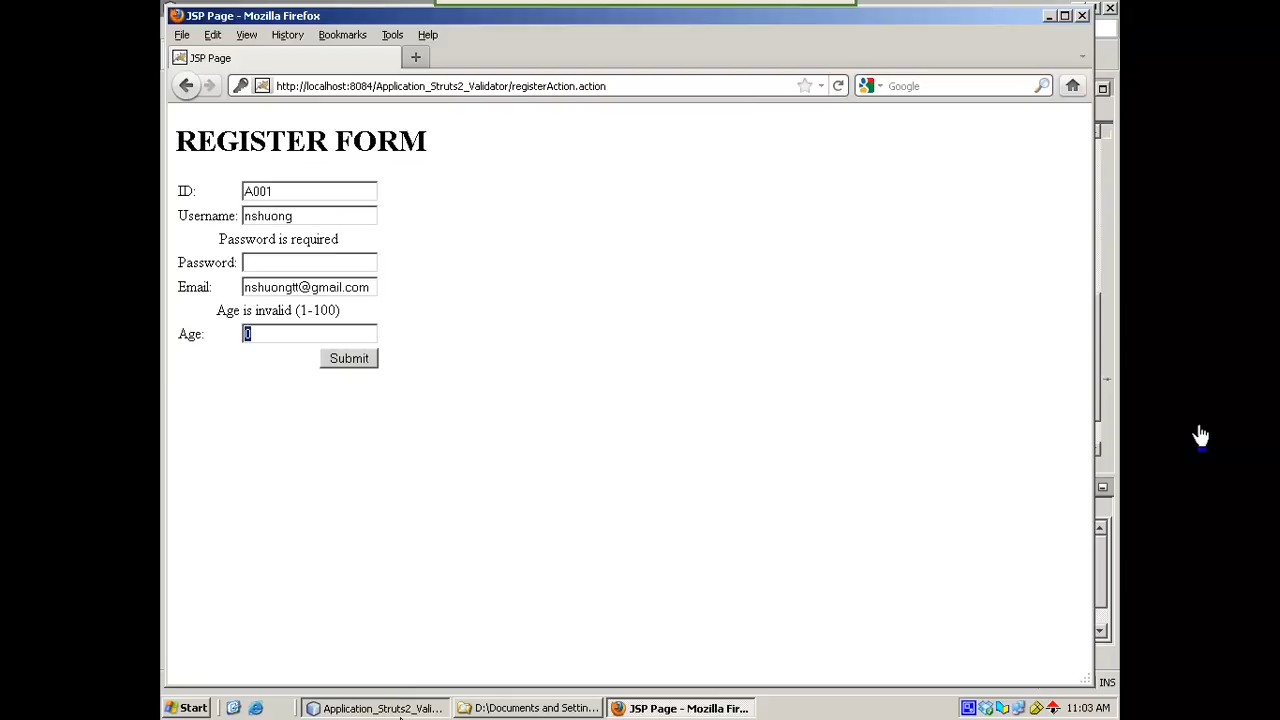 JSP Page - Mozilla Firefox
File Edit View History Bookmarks Tools Help
JSP Page
http://localhost:8084/Application_Struts2_Validator/registerAction.action
Google
REGISTER FORM
ID: A001
Username: nshuong
Password is required
Password:
Email: nshuongtt@gmail.com
Age is invalid (1-100)
Age: 0
Submit
INS
Start Application_Struts2_Vali... D:\Documents and Settin... JSP Page - Mozilla Fir... 11:03 AM